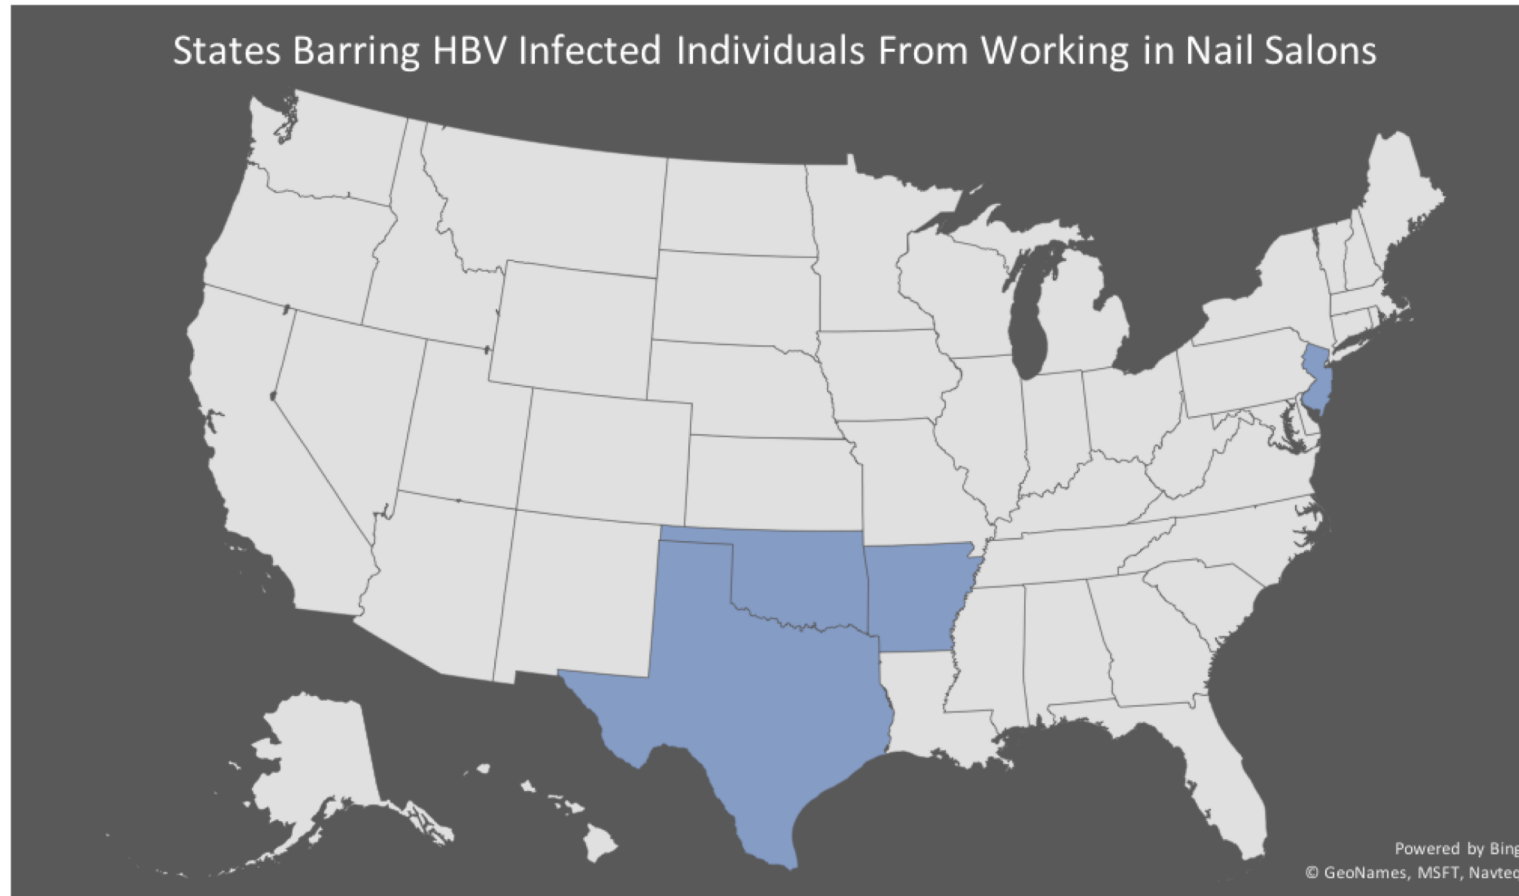 States Barring HBV Infected Individuals From Working in Nail Salons
Powered by Bing
© GeoNames, MSFT, Navteq